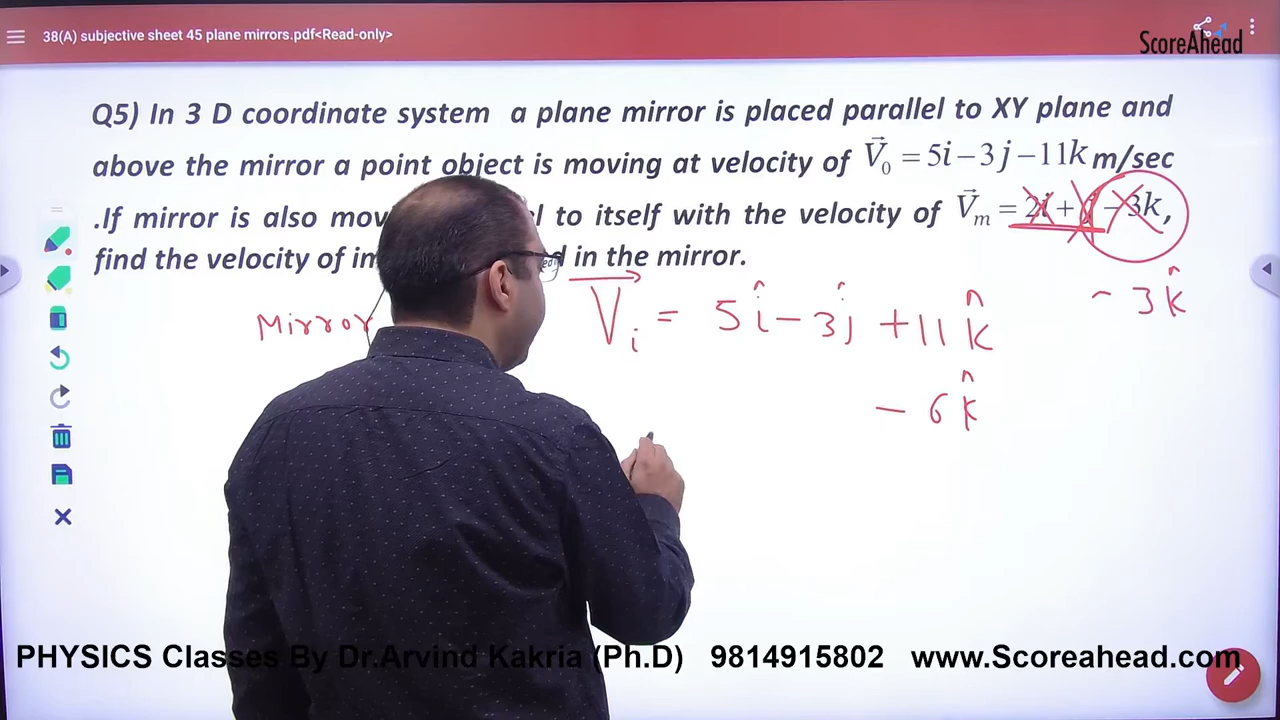 38(A) subjective sheet 45 plane mirrors.pdf<Read-only>
ScoreAhead
Q5) In 3 D coordinate system a plane mirror is placed parallel to XY plane and
above the mirror a point object is moving at velocity of V⃗₀ = 5i − 3j − 11k m/sec
.If mirror is also mov l to itself with the velocity of V⃗ₘ = 2i + j − 3k,
find the velocity of im d in the mirror.
− 3k̂
Mirror V⃗ᵢ = 5î − 3ĵ + 11k̂
− 6k̂
PHYSICS Classes By Dr.Arvind Kakria (Ph.D) 9814915802 www.Scoreahead.com